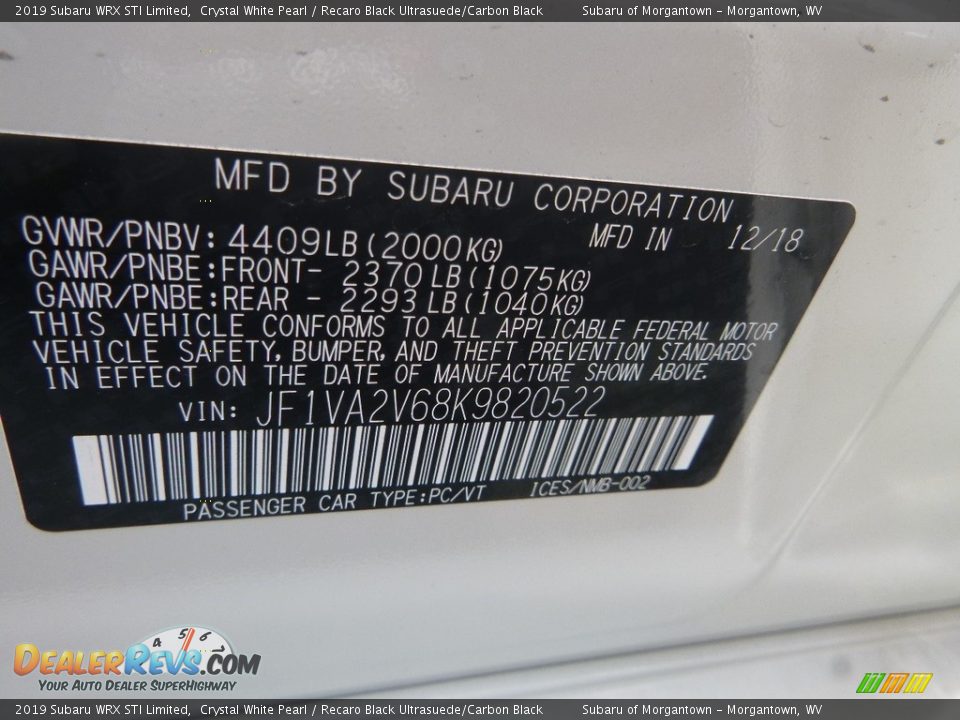 2019 Subaru WRX STI Limited,  Crystal White Pearl / Recaro Black Ultrasuede/Carbon Black     Subaru of Morgantown - Morgantown, WV
MFD BY SUBARU CORPORATION
GVWR/PNBV: 4409LB(2000KG)     MFD IN     12/18
GAWR/PNBE:FRONT- 2370LB(1075KG)
GAWR/PNBE:REAR - 2293LB(1040KG)
THIS VEHICLE CONFORMS TO ALL APPLICABLE FEDERAL MOTOR
VEHICLE SAFETY, BUMPER, AND THEFT PREVENTION STANDARDS
IN EFFECT ON THE DATE OF MANUFACTURE SHOWN ABOVE.
VIN: JF1VA2V68K9820522
PASSENGER CAR TYPE:PC/VT     ICES/NMB-002
4 5 6 7
DealerRevs.com
Your Auto Dealer SuperHighway
2019 Subaru WRX STI Limited,  Crystal White Pearl / Recaro Black Ultrasuede/Carbon Black     Subaru of Morgantown - Morgantown, WV